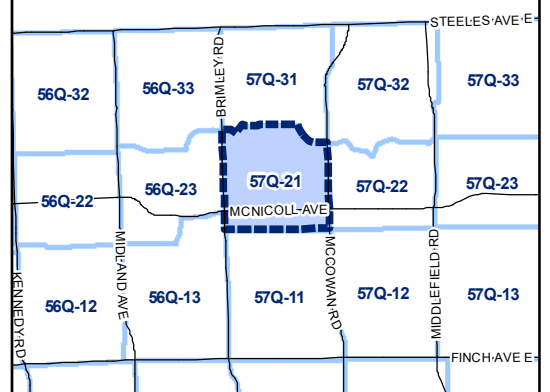 STEELES AVE E
BRIMLEY RD
56Q-32
56Q-33
57Q-31
57Q-32
57Q-33
56Q-22
56Q-23
57Q-21
57Q-22
57Q-23
MCNICOLL AVE
KENNEDY RD
MIDLAND AVE
MCCOWAN RD
MIDDLEFIELD RD
56Q-12
56Q-13
57Q-11
57Q-12
57Q-13
FINCH AVE E